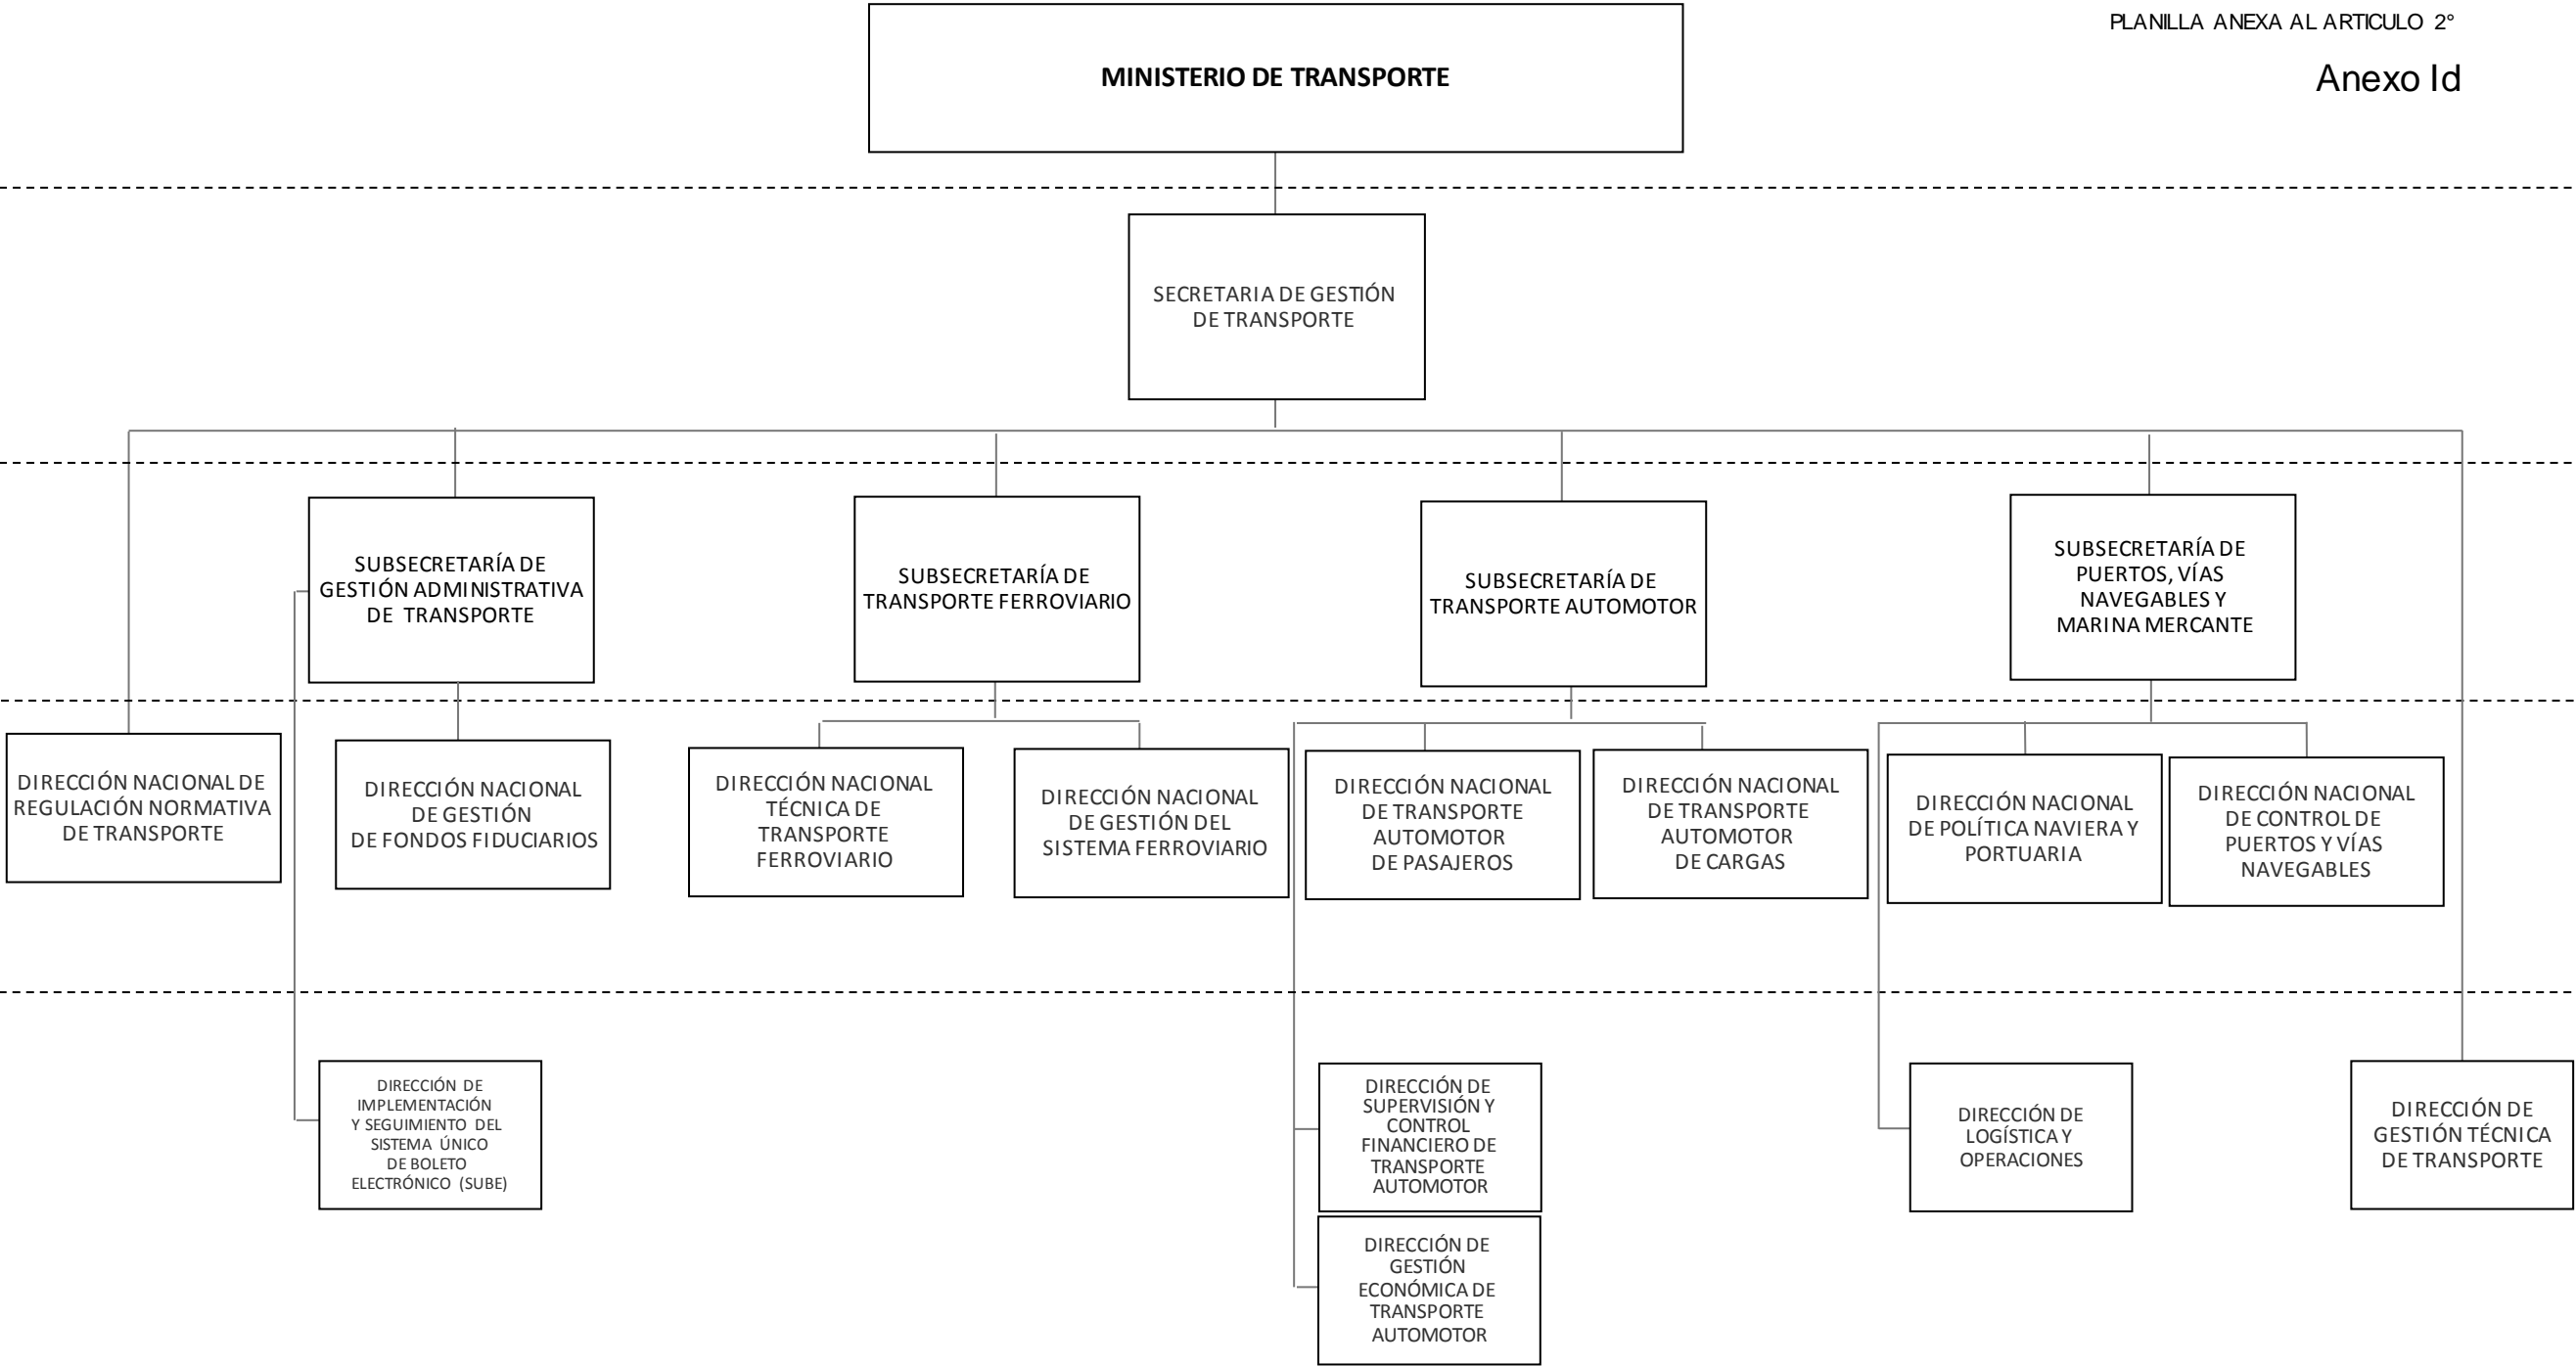 PLANILLA ANEXA AL ARTICULO 2°
Anexo Id
MINISTERIO DE TRANSPORTE
SECRETARIA DE GESTIÓN
DE TRANSPORTE
SUBSECRETARÍA DE
GESTIÓN ADMINISTRATIVA
DE TRANSPORTE
SUBSECRETARÍA DE
TRANSPORTE FERROVIARIO
SUBSECRETARÍA DE
TRANSPORTE AUTOMOTOR
SUBSECRETARÍA DE
PUERTOS, VÍAS
NAVEGABLES Y
MARINA MERCANTE
DIRECCIÓN NACIONAL DE
REGULACIÓN NORMATIVA
DE TRANSPORTE
DIRECCIÓN NACIONAL
DE GESTIÓN
DE FONDOS FIDUCIARIOS
DIRECCIÓN NACIONAL
TÉCNICA DE
TRANSPORTE
FERROVIARIO
DIRECCIÓN NACIONAL
DE GESTIÓN DEL
SISTEMA FERROVIARIO
DIRECCIÓN NACIONAL
DE TRANSPORTE
AUTOMOTOR
DE PASAJEROS
DIRECCIÓN NACIONAL
DE TRANSPORTE
AUTOMOTOR
DE CARGAS
DIRECCIÓN NACIONAL
DE POLÍTICA NAVIERA Y
PORTUARIA
DIRECCIÓN NACIONAL
DE CONTROL DE
PUERTOS Y VÍAS
NAVEGABLES
DIRECCIÓN DE
IMPLEMENTACIÓN
Y SEGUIMIENTO DEL
SISTEMA ÚNICO
DE BOLETO
ELECTRÓNICO (SUBE)
DIRECCIÓN DE
SUPERVISIÓN Y
CONTROL
FINANCIERO DE
TRANSPORTE
AUTOMOTOR
DIRECCIÓN DE
LOGÍSTICA Y
OPERACIONES
DIRECCIÓN DE
GESTIÓN TÉCNICA
DE TRANSPORTE
DIRECCIÓN DE
GESTIÓN
ECONÓMICA DE
TRANSPORTE
AUTOMOTOR